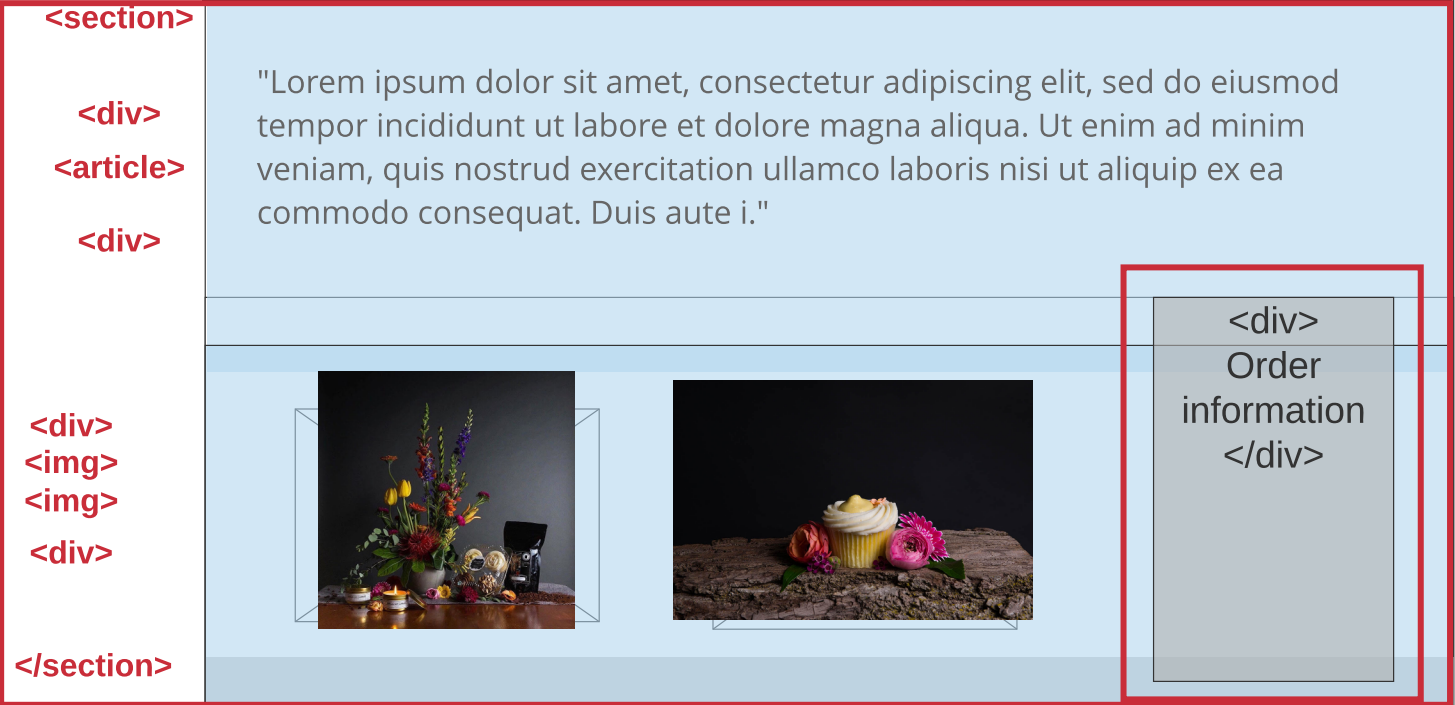 <section>
<div>
<article>
<div>
<div>
<img>
<img>
<div>
</section>
"Lorem ipsum dolor sit amet, consectetur adipiscing elit, sed do eiusmod
tempor incididunt ut labore et dolore magna aliqua. Ut enim ad minim
veniam, quis nostrud exercitation ullamco laboris nisi ut aliquip ex ea
commodo consequat. Duis aute i."
<div>
Order
information
</div>